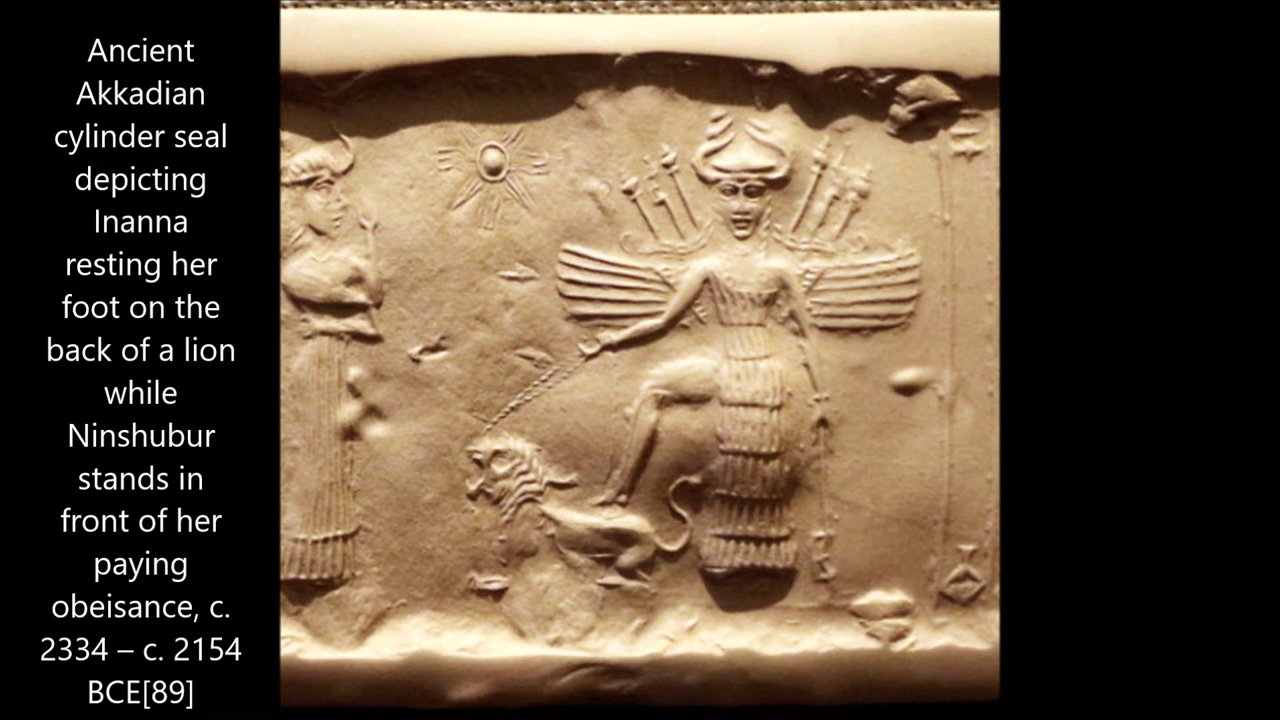 Ancient
Akkadian
cylinder seal
depicting
Inanna
resting her
foot on the
back of a lion
while
Ninshubur
stands in
front of her
paying
obeisance, c.
2334 – c. 2154
BCE[89]